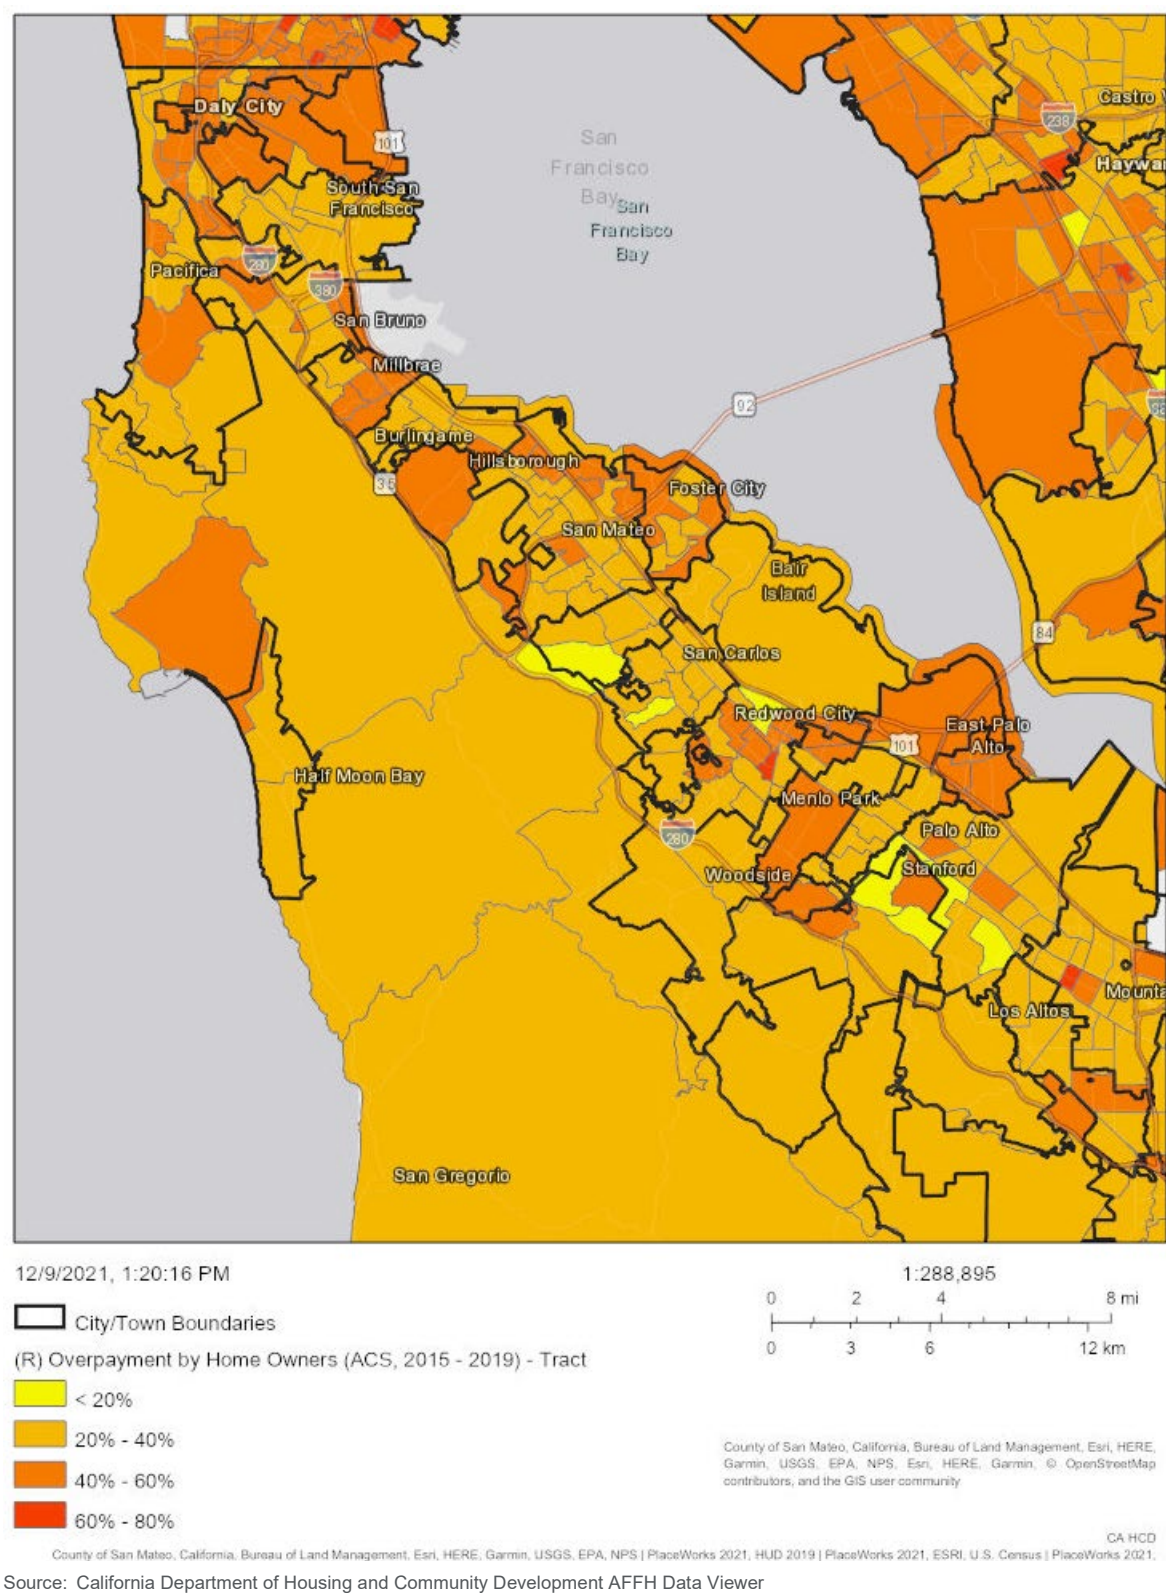 Castro
238
Daly City
101
San
Francisco
Bay
Haywa
South San
Francisco
San
Francisco
Bay
280
Pacifica
380
San Bruno
Millbrae
92
Burlingame
Hillsborough
35
Foster City
San Mateo
Bair
Island
84
San Carlos
Redwood City
East Palo
Alto
101
Half Moon Bay
Menlo Park
280
Palo Alto
Woodside
Stanford
Mounta
Los Altos
San Gregorio
12/9/2021, 1:20:16 PM
1:288,895
0 2 4 8 mi
0 3 6 12 km
City/Town Boundaries
(R) Overpayment by Home Owners (ACS, 2015 - 2019) - Tract
< 20%
20% - 40%
40% - 60%
60% - 80%
County of San Mateo, California, Bureau of Land Management, Esri, HERE,
Garmin, USGS, EPA, NPS, Esri, HERE, Garmin, © OpenStreetMap
contributors, and the GIS user community
CA HCD
County of San Mateo, California, Bureau of Land Management, Esri, HERE, Garmin, USGS, EPA, NPS | PlaceWorks 2021, HUD 2019 | PlaceWorks 2021, ESRI, U.S. Census | PlaceWorks 2021,
Source: California Department of Housing and Community Development AFFH Data Viewer